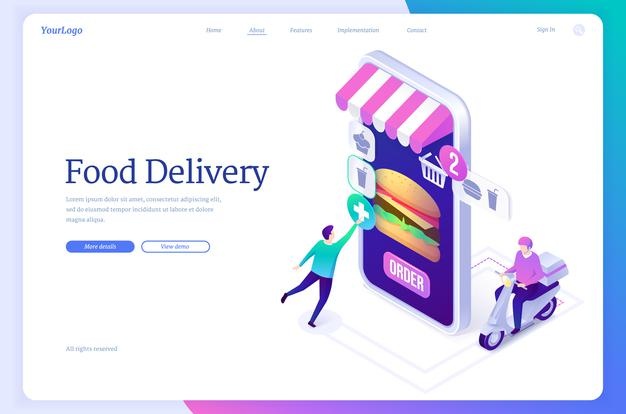 YourLogo
Home
About
Features
Implementation
Contact
Sign In
Food Delivery
Lorem ipsum dolor sit amet, consectetur adipiscing elit,
sed do eiusmod tempor incididunt ut labore et dolore
magna aliqua.
More details
View demo
2
ORDER
All rights reserved